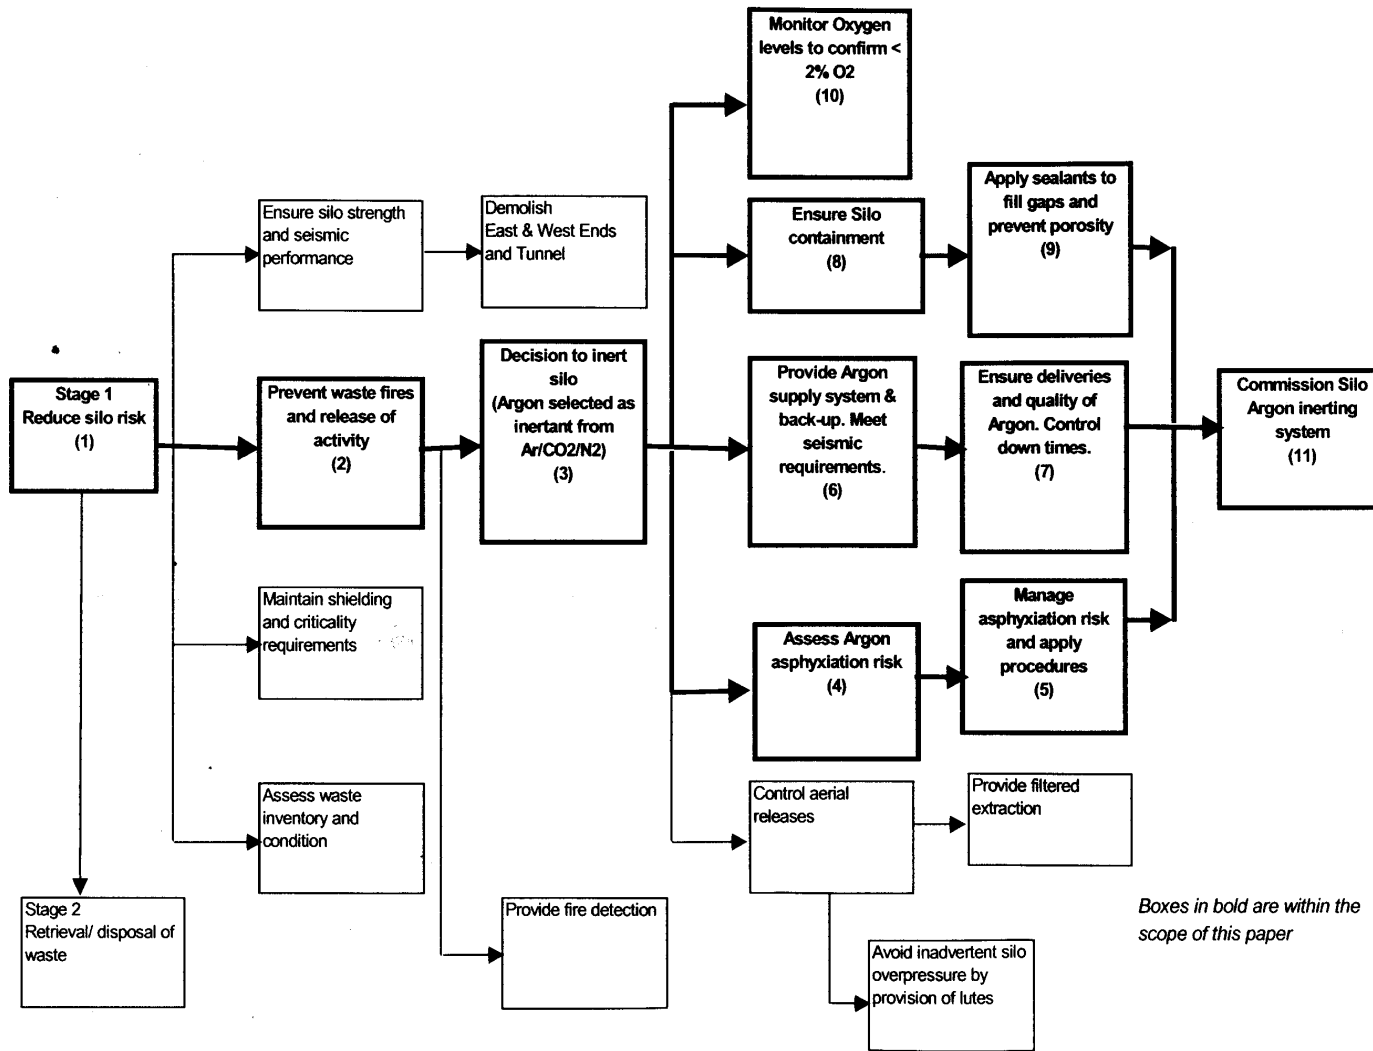 Monitor Oxygen
levels to confirm <
2% O2
(10)
Ensure silo strength
and seismic
performance
Demolish
East & West Ends
and Tunnel
Ensure Silo
containment
(8)
Apply sealants to
fill gaps and
prevent porosity
(9)
Stage 1
Reduce silo risk
(1)
Prevent waste fires
and release of
activity
(2)
Decision to inert
silo
(Argon selected as
inertant from
Ar/CO2/N2)
(3)
Provide Argon
supply system &
back-up. Meet
seismic
requirements.
(6)
Ensure deliveries
and quality of
Argon. Control
down times.
(7)
Commission Silo
Argon inerting
system
(11)
Maintain shielding
and criticality
requirements
Assess Argon
asphyxiation risk
(4)
Manage
asphyxiation risk
and apply
procedures
(5)
Assess waste
inventory and
condition
Control aerial
releases
Provide filtered
extraction
Stage 2
Retrieval/ disposal of
waste
Provide fire detection
Avoid inadvertent silo
overpressure by
provision of lutes
Boxes in bold are within the
scope of this paper